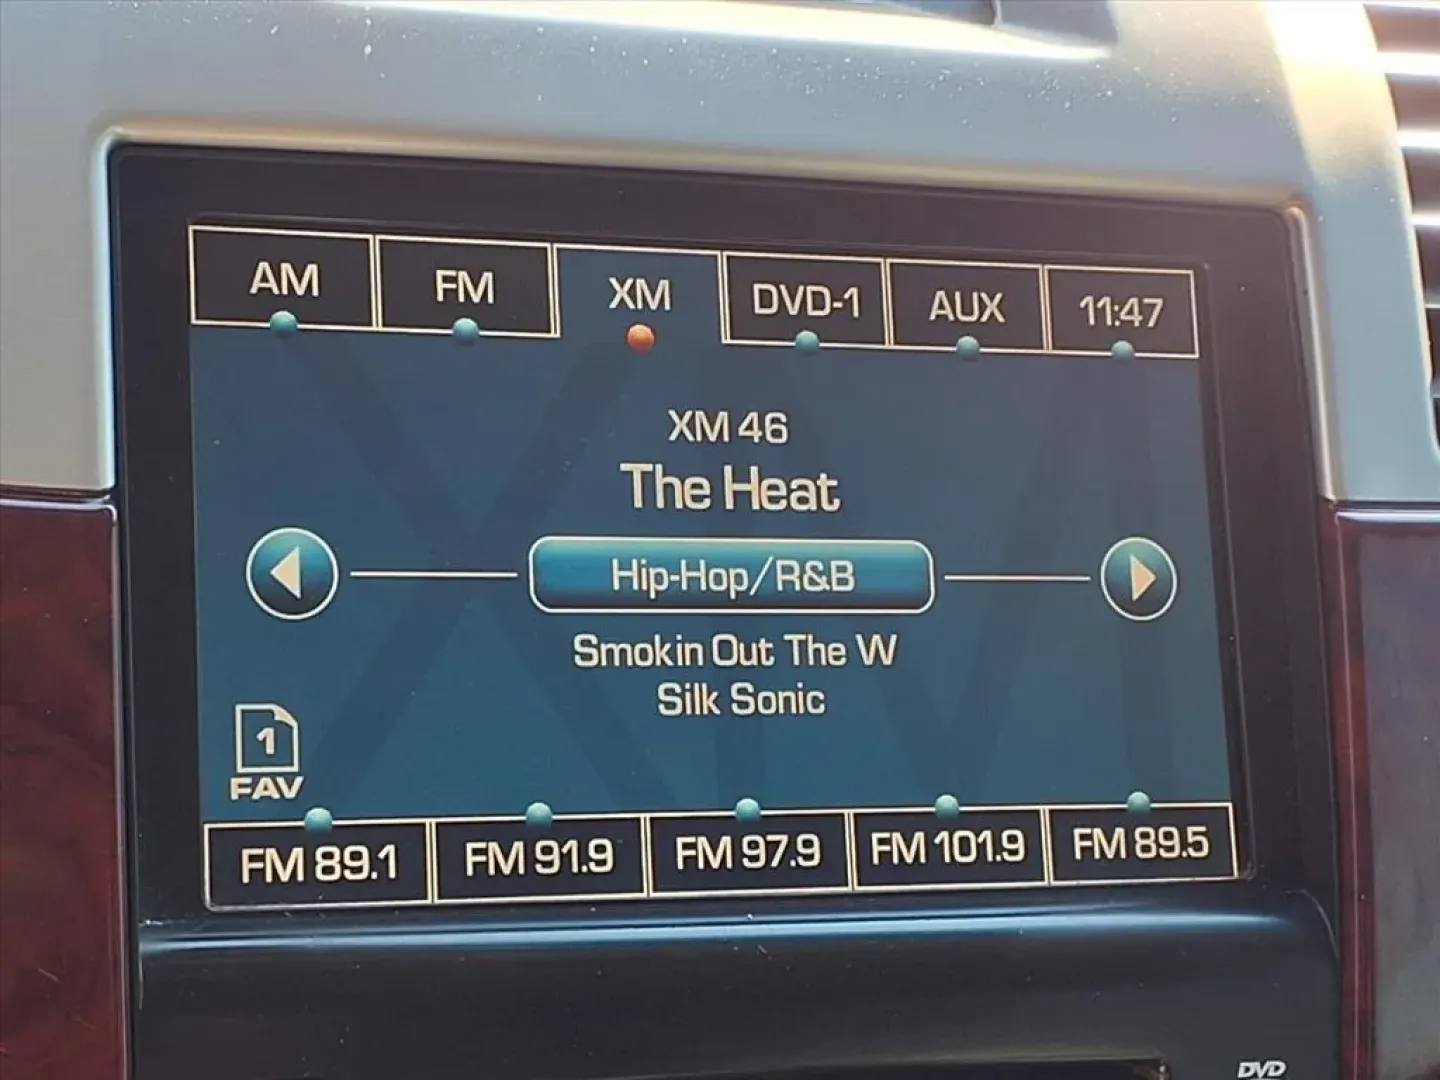 AM FM XM DVD-1 AUX 11:47
XM 46
The Heat
Hip-Hop/R&B
Smokin Out The W
Silk Sonic
1
FAV
FM 89.1 FM 91.9 FM 97.9 FM 101.9 FM 89.5
DVD